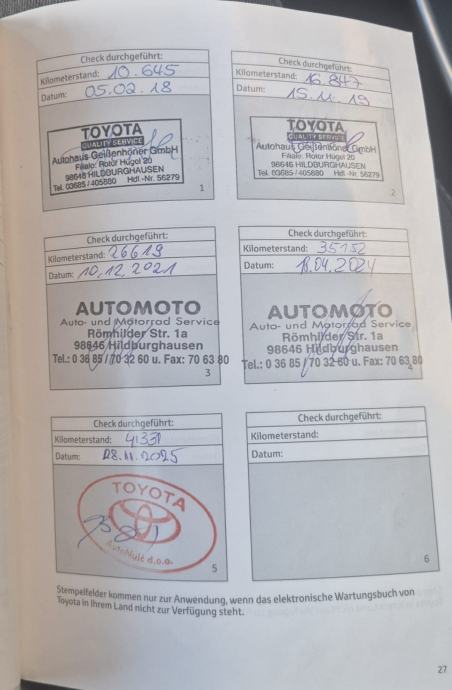 Check durchgeführt:
Kilometerstand: 10.645
Datum: 05.02.18
TOYOTA
QUALITY SERVICE
Autohaus Geißenhöner GmbH
Filiale: Roter Hügel 20
98646 HILDBURGHAUSEN
Tel. 03685 / 405880 Hdl.-Nr. 56279
1
Check durchgeführt:
Kilometerstand: 16.847
Datum: 15.11.19
TOYOTA
QUALITY SERVICE
Autohaus Geißenhöner GmbH
Filiale: Roter Hügel 20
98646 HILDBURGHAUSEN
Tel. 03685 / 405880 Hdl.-Nr. 56279
2
Check durchgeführt:
Kilometerstand: 26619
Datum: 10.12.2021
AUTOMOTO
Auto- und Motorrad Service
Römhilder Str. 1a
98646 Hildburghausen
Tel.: 0 36 85 / 70 32 60 u. Fax: 70 63 80
3
Check durchgeführt:
Kilometerstand: 35132
Datum: 18.04.2024
AUTOMOTO
Auto- und Motorrad Service
Römhilder Str. 1a
98646 Hildburghausen
Tel.: 0 36 85 / 70 32 60 u. Fax: 70 63 80
4
Check durchgeführt:
Kilometerstand: 41331
Datum: 28.11.2025
TOYOTA
d.o.o.
5
Check durchgeführt:
Kilometerstand:
Datum:
6
Stempelfelder kommen nur zur Anwendung, wenn das elektronische Wartungsbuch von
Toyota in Ihrem Land nicht zur Verfügung steht.
27